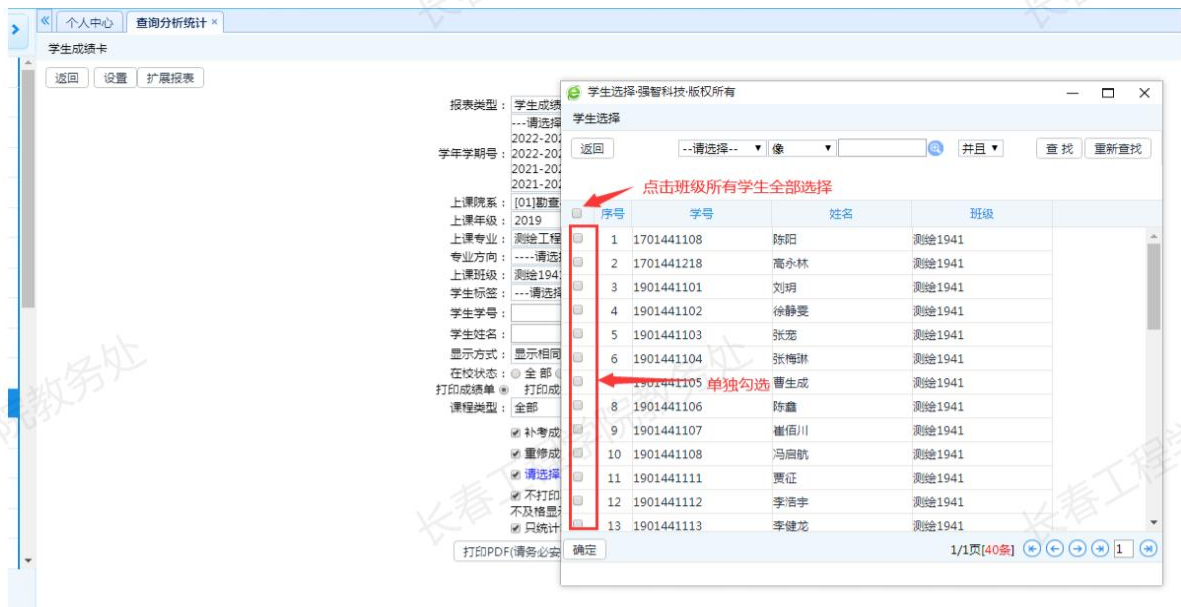 个人中心 查询分析统计 ×
学生成绩卡
返回 设置 扩展报表
报表类型： 学生成绩
---请选择
2022-202
学年学期号： 2022-202
2021-202
2021-202
上课院系： [01]勘查
上课年级： 2019
上课专业： 测绘工程
专业方向： ----请选
上课班级： 测绘194
学生标签： ---请选择
学生学号：
学生姓名：
显示方式： 显示相同
在校状态： 全 部
打印成绩单 打印成
课程类型： 全部
补考成
重修成
请选择
不打印
不及格显
只统计
打印PDF(请务必安
学生选择·强智科技·版权所有
学生选择
返回 --请选择-- 像 并且 查 找 重新查找
点击班级所有学生全部选择
序号 学号 姓名 班级
1 1701441108 陈阳 测绘1941
2 1701441218 高永林 测绘1941
3 1901441101 刘玥 测绘1941
4 1901441102 徐静雯 测绘1941
5 1901441103 张宠 测绘1941
6 1901441104 张梅琳 测绘1941
1901441105 曹生成 测绘1941
单独勾选
8 1901441106 陈鑫 测绘1941
9 1901441107 崔佰川 测绘1941
10 1901441108 冯启航 测绘1941
11 1901441111 贾征 测绘1941
12 1901441112 李浩宇 测绘1941
13 1901441113 李健龙 测绘1941
确定 1/1页[40条] 1
长春工程学院教务处